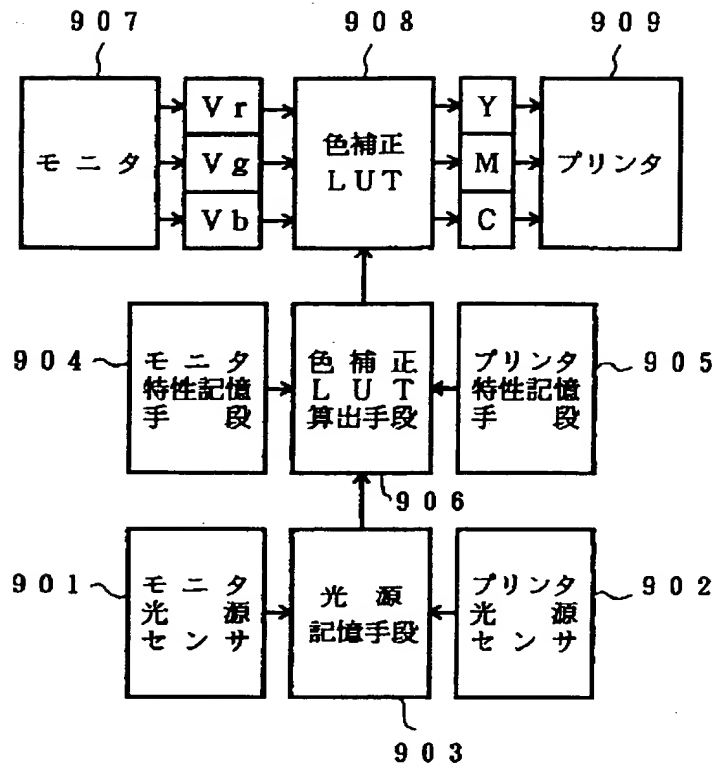 907 908 909
モニタ
Vr
Vg
Vb
色補正
LUT
Y
M
C
プリンタ
904
モニタ
特性記憶
手段
色補正
LUT
算出手段
プリンタ
特性記憶
手段
905
906
901
モニタ
光源
センサ
光源
記憶手段
プリンタ
光源
センサ
902
903